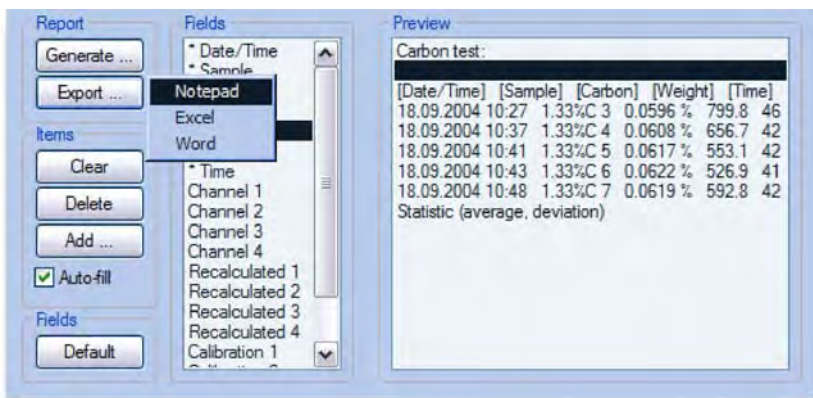 Report
Generate ...
Export ...
Notepad
Excel
Word
Items
Clear
Delete
Add ...
Auto-fill
Fields
Default
Fields
* Date/Time
* Sample
* Time
Channel 1
Channel 2
Channel 3
Channel 4
Recalculated 1
Recalculated 2
Recalculated 3
Recalculated 4
Calibration 1
Preview
Carbon test:
[Date/Time] [Sample] [Carbon] [Weight] [Time]
18.09.2004 10:27 1.33%C 3 0.0596 % 799.8 46
18.09.2004 10:37 1.33%C 4 0.0608 % 656.7 42
18.09.2004 10:41 1.33%C 5 0.0617 % 553.1 42
18.09.2004 10:43 1.33%C 6 0.0622 % 526.9 41
18.09.2004 10:48 1.33%C 7 0.0619 % 592.8 42
Statistic (average, deviation)